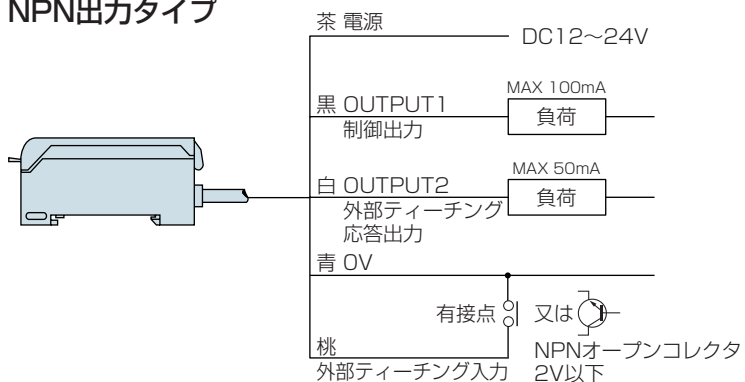 NPN出力タイプ
茶 電源
DC12～24V
MAX 100mA
黒 OUTPUT1
負荷
制御出力
MAX 50mA
白 OUTPUT2
負荷
外部ティーチング
応答出力
青 0V
有接点 又は
桃
NPNオープンコレクタ
外部ティーチング入力
2V以下